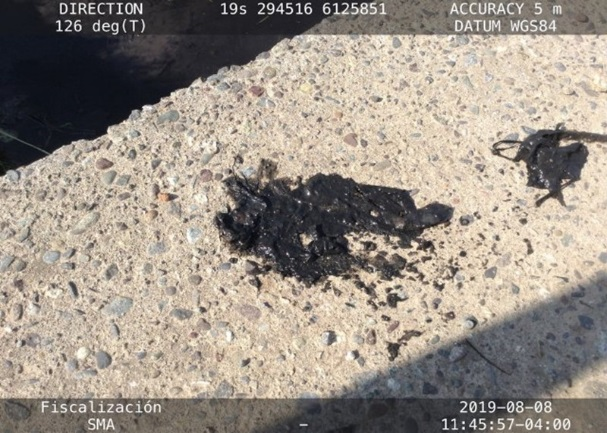 DIRECTION
126 deg(T)
19s 294516 6125851
ACCURACY 5 m
DATUM WGS84
Fiscalización
SMA
–
2019-08-08
11:45:57-04:00